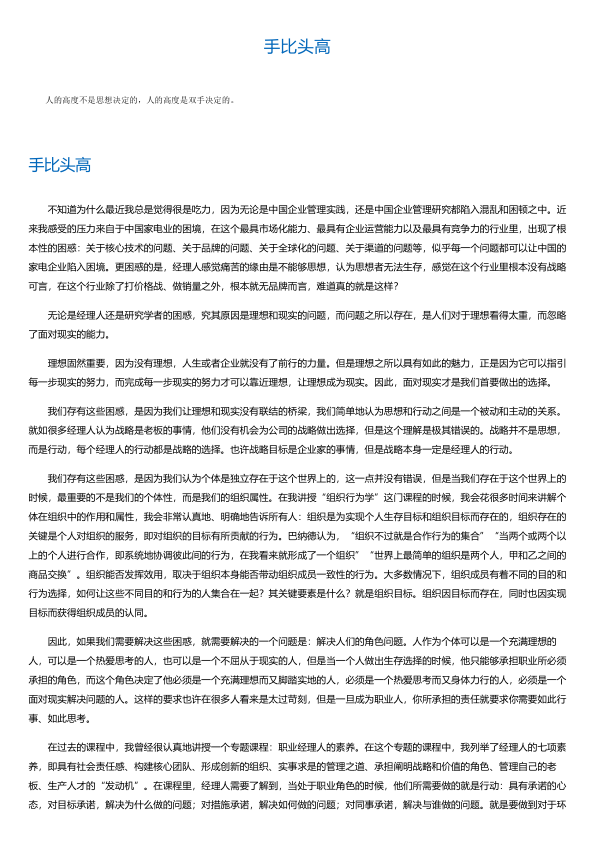 手比头高
人的高度不是思想决定的，人的高度是双手决定的。
手比头高
不知道为什么最近我总是觉得很是吃力，因为无论是中国企业管理实践，还是中国企业管理研究都陷入混乱和困顿之中。近
来我感受的压力来自于中国家电业的困境，在这个最具市场化能力、最具有企业运营能力以及最具有竞争力的行业里，出现了根
本性的困惑：关于核心技术的问题、关于品牌的问题、关于全球化的问题、关于渠道的问题等，似乎每一个问题都可以让中国的
家电企业陷入困境。更困惑的是，经理人感觉痛苦的缘由是不能够思想，认为思想者无法生存，感觉在这个行业里根本没有战略
可言，在这个行业除了打价格战、做销量之外，根本就无品牌而言，难道真的就是这样？
无论是经理人还是研究学者的困惑，究其原因是理想和现实的问题，而问题之所以存在，是人们对于理想看得太重，而忽略
了面对现实的能力。
理想固然重要，因为没有理想，人生或者企业就没有了前行的力量。但是理想之所以具有如此的魅力，正是因为它可以指引
每一步现实的努力，而完成每一步现实的努力才可以靠近理想，让理想成为现实。因此，面对现实才是我们首要做出的选择。
我们存有这些困惑，是因为我们让理想和现实没有联结的桥梁，我们简单地认为思想和行动之间是一个被动和主动的关系。
就如很多经理人认为战略是老板的事情，他们没有机会为公司的战略做出选择，但是这个理解是极其错误的。战略并不是思想，
而是行动，每个经理人的行动都是战略的选择。也许战略目标是企业家的事情，但是战略本身一定是经理人的行动。
我们存有这些困惑，是因为我们认为个体是独立存在于这个世界上的，这一点并没有错误，但是当我们存在于这个世界上的
时候，最重要的不是我们的个体性，而是我们的组织属性。在我讲授“组织行为学”这门课程的时候，我会花很多时间来讲解个
体在组织中的作用和属性，我会非常认真地、明确地告诉所有人：组织是为实现个人生存目标和组织目标而存在的，组织存在的
关键是个人对组织的服务，即对组织的目标有所贡献的行为。巴纳德认为，“组织不过就是合作行为的集合”“当两个或两个以
上的个人进行合作，即系统地协调彼此间的行为，在我看来就形成了一个组织”“世界上最简单的组织是两个人，甲和乙之间的
商品交换”。组织能否发挥效用，取决于组织本身能否带动组织成员一致性的行为。大多数情况下，组织成员有着不同的目的和
行为选择，如何让这些不同目的和行为的人集合在一起？其关键要素是什么？就是组织目标。组织因目标而存在，同时也因实现
目标而获得组织成员的认同。
因此，如果我们需要解决这些困惑，就需要解决的一个问题是：解决人们的角色问题。人作为个体可以是一个充满理想的
人，可以是一个热爱思考的人，也可以是一个不屈从于现实的人，但是当一个人做出生存选择的时候，他只能够承担职业所必须
承担的角色，而这个角色决定了他必须是一个充满理想而又脚踏实地的人，必须是一个热爱思考而又身体力行的人，必须是一个
面对现实解决问题的人。这样的要求也许在很多人看来是太过苛刻，但是一旦成为职业人，你所承担的责任就要求你需要如此行
事、如此思考。
在过去的课程中，我曾经很认真地讲授一个专题课程：职业经理人的素养。在这个专题的课程中，我列举了经理人的七项素
养，即具有社会责任感、构建核心团队、形成创新的组织、实事求是的管理之道、承担阐明战略和价值的角色、管理自己的老
板、生产人才的“发动机”。在课程里，经理人需要了解到，当处于职业角色的时候，他们所需要做的就是行动：具有承诺的心
态，对目标承诺，解决为什么做的问题；对措施承诺，解决如何做的问题；对同事承诺，解决与谁做的问题。就是要做到对于环